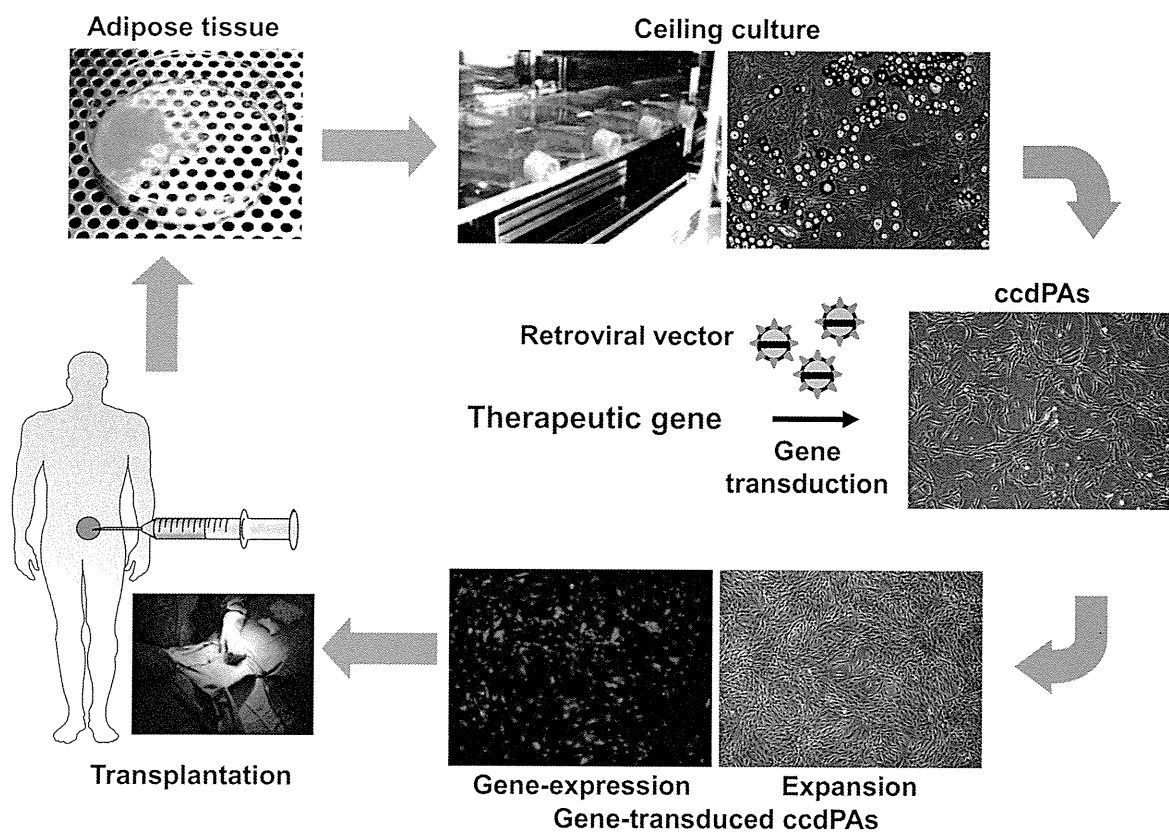 Adipose tissue
Ceiling culture
ccdPAs
Retroviral vector
Therapeutic gene
Gene
transduction
Gene-expression
Expansion
Gene-transduced ccdPAs
Transplantation